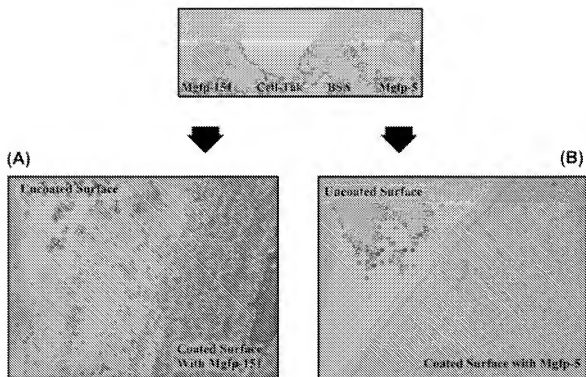 Mgfp-151 Cell-Tak BSA Mgfp-5
(A)
(B)
Uncoated Surface
Coated Surface
With Mgfp-151
Uncoated Surface
Coated Surface with Mgfp-5